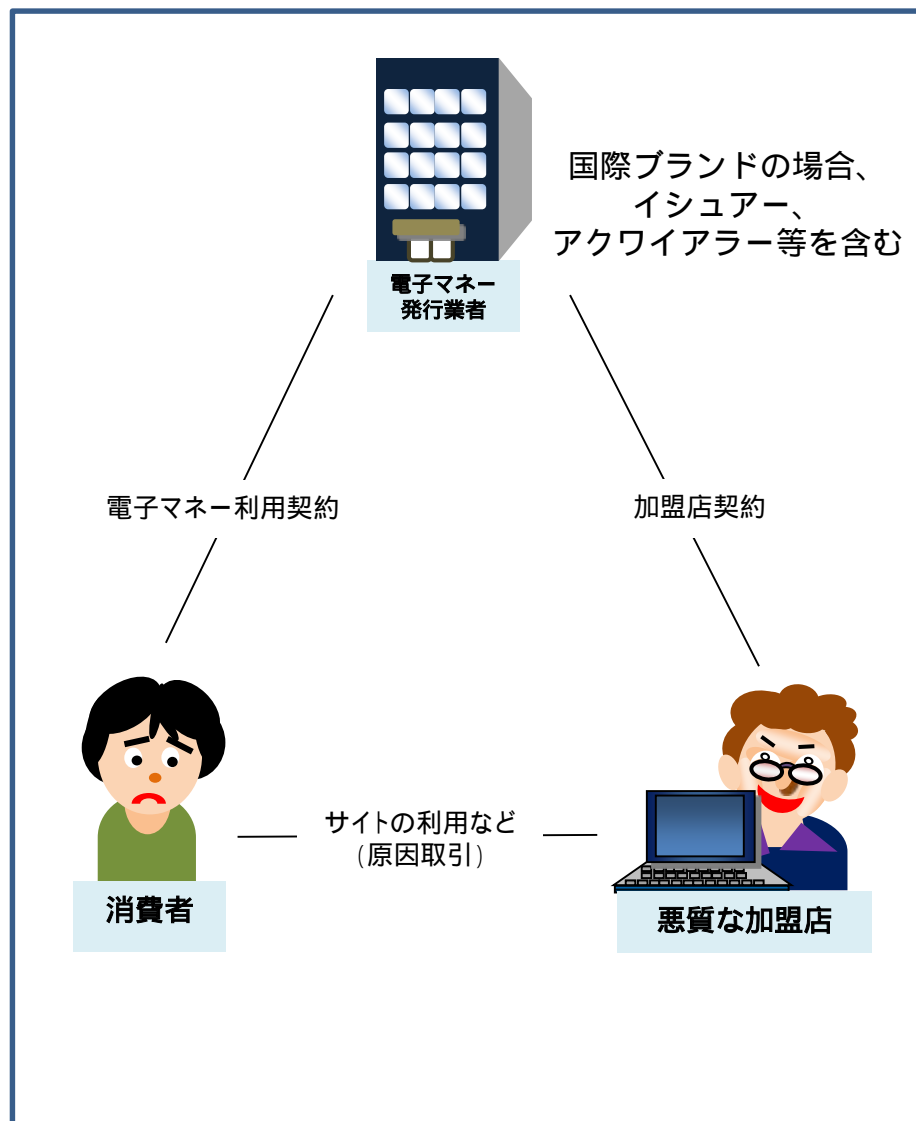 国際ブランドの場合、
イシュアー、
アクワイアラー等を含む
電子マネー
発行業者
電子マネー利用契約
加盟店契約
サイトの利用など
（原因取引）
消費者
悪質な加盟店